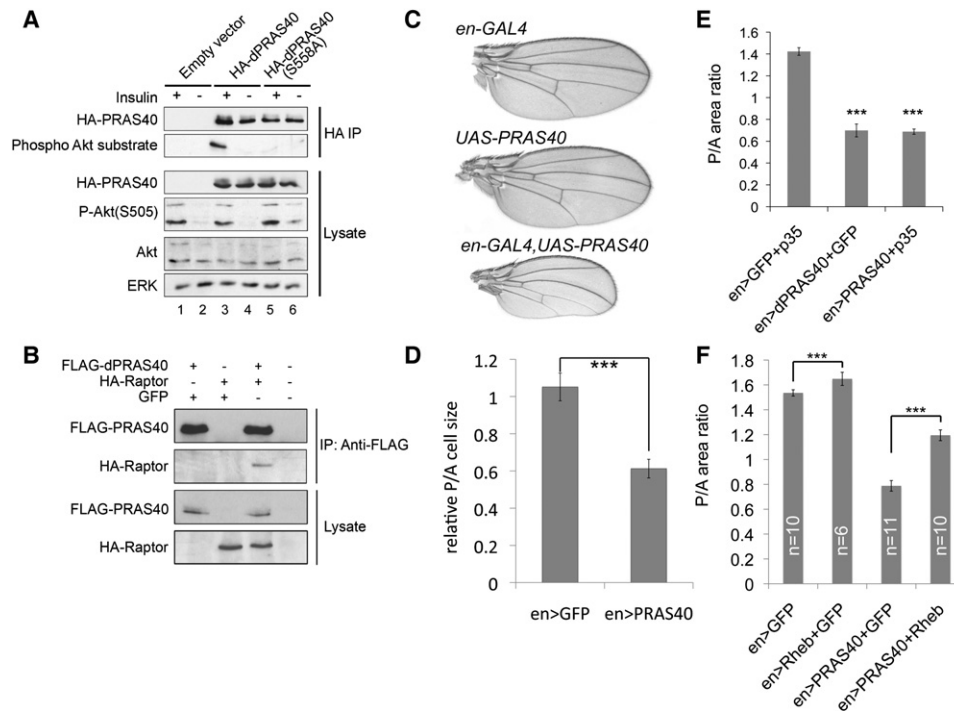 A
Empty vector
HA-dPRAS40
HA-dPRAS40
(S558A)
Insulin + - + - + -
HA-PRAS40
Phospho Akt substrate
HA IP
HA-PRAS40
P-Akt(S505)
Akt
ERK
Lysate
1 2 3 4 5 6
B
FLAG-dPRAS40 + - + -
HA-Raptor - + + -
GFP + + - -
FLAG-PRAS40
HA-Raptor
IP: Anti-FLAG
FLAG-PRAS40
HA-Raptor
Lysate
C
en-GAL4
UAS-PRAS40
en-GAL4,UAS-PRAS40
D
relative P/A cell size
1.2
1
0.8
0.6
0.4
0.2
0
***
en>GFP
en>PRAS40
E
P/A area ratio
1.6
1.4
1.2
1
0.8
0.6
0.4
0.2
0
***
***
en>GFP+p35
en>dPRAS40+GFP
en>PRAS40+p35
F
P/A area ratio
1.8
1.6
1.4
1.2
1
0.8
0.6
0.4
0.2
0
***
***
n=10
n=6
n=11
n=10
en>GFP
en>Rheb+GFP
en>PRAS40+GFP
en>PRAS40+Rheb